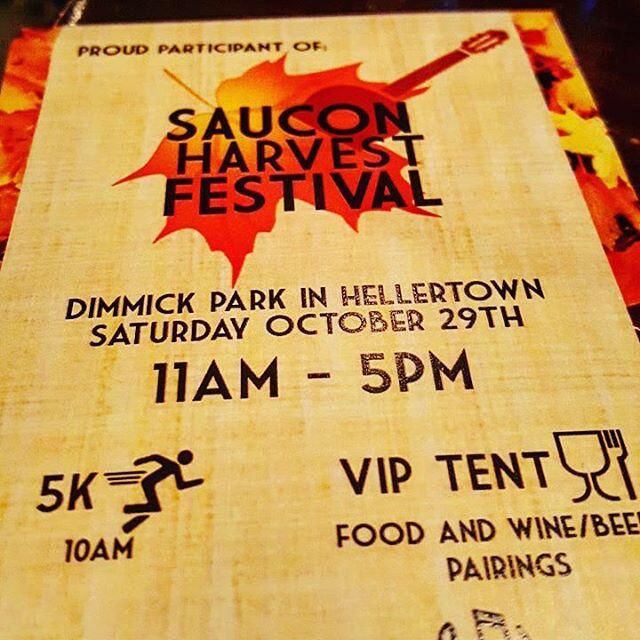 PROUD PARTICIPANT OF:
SAUCON
HARVEST
FESTIVAL
DIMMICK PARK IN HELLERTOWN
SATURDAY OCTOBER 29TH
11AM - 5PM
5K
10AM
VIP TENT
FOOD AND WINE/BEE
PAIRINGS